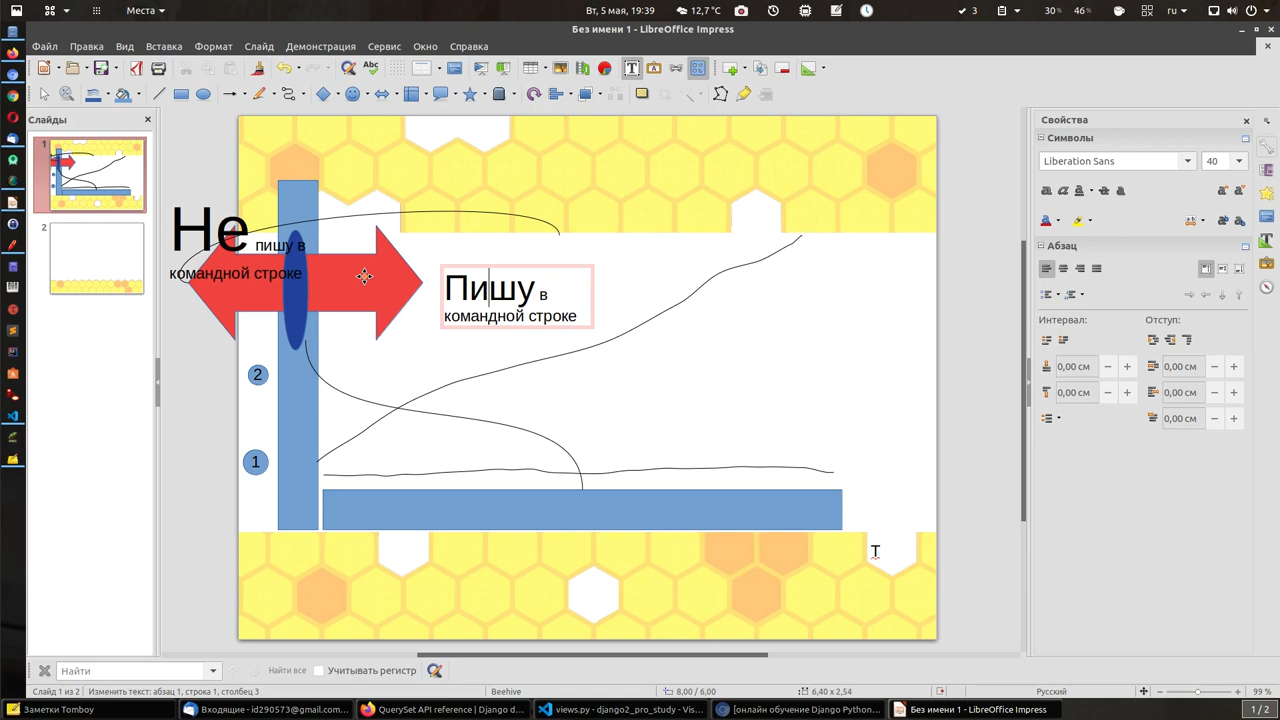 Места
Вт, 5 мая, 19:39
12,7 °C
3
30%
46%
ru
Без имени 1 - LibreOffice Impress
Файл Правка Вид Вставка Формат Слайд Демонстрация Сервис Окно Справка
Слайды
1
2
Не пишу в
командной строке
Пишу в
командной строке
2
1
Т
Свойства
Символы
Liberation Sans
40
Абзац
Интервал:
Отступ:
0,00 см
0,00 см
0,00 см
0,00 см
0,00 см
Найти
Найти все
Учитывать регистр
Слайд 1 из 2
Изменить текст: абзац 1, строка 1, столбец 3
Beehive
8,00 / 6,00
6,40 x 2,54
Русский
99 %
Заметки Tomboy
Входящие - id290573@gmail.com...
QuerySet API reference | Django d...
views.py - django2_pro_study - Vis...
[онлайн обучение Django Python...
Без имени 1 - LibreOffice Impress
1 / 2